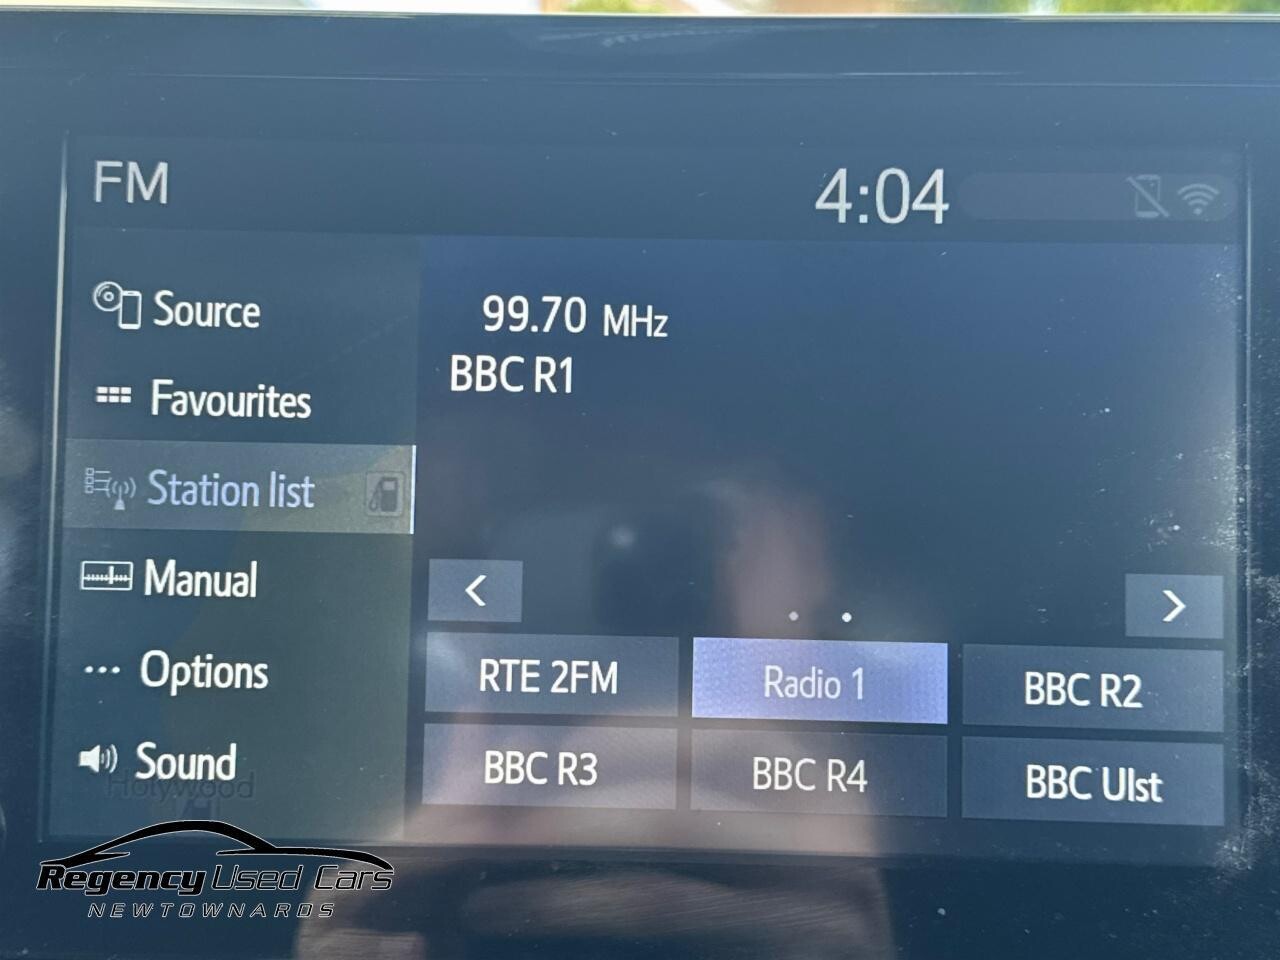 FM
4:04
Source
99.70 MHz
BBC R1
Favourites
Station list
Manual
Options
Sound
Holywood
RTE 2FM
Radio 1
BBC R2
BBC R3
BBC R4
BBC Ulst
Regency Used Cars
NEWTOWNARDS